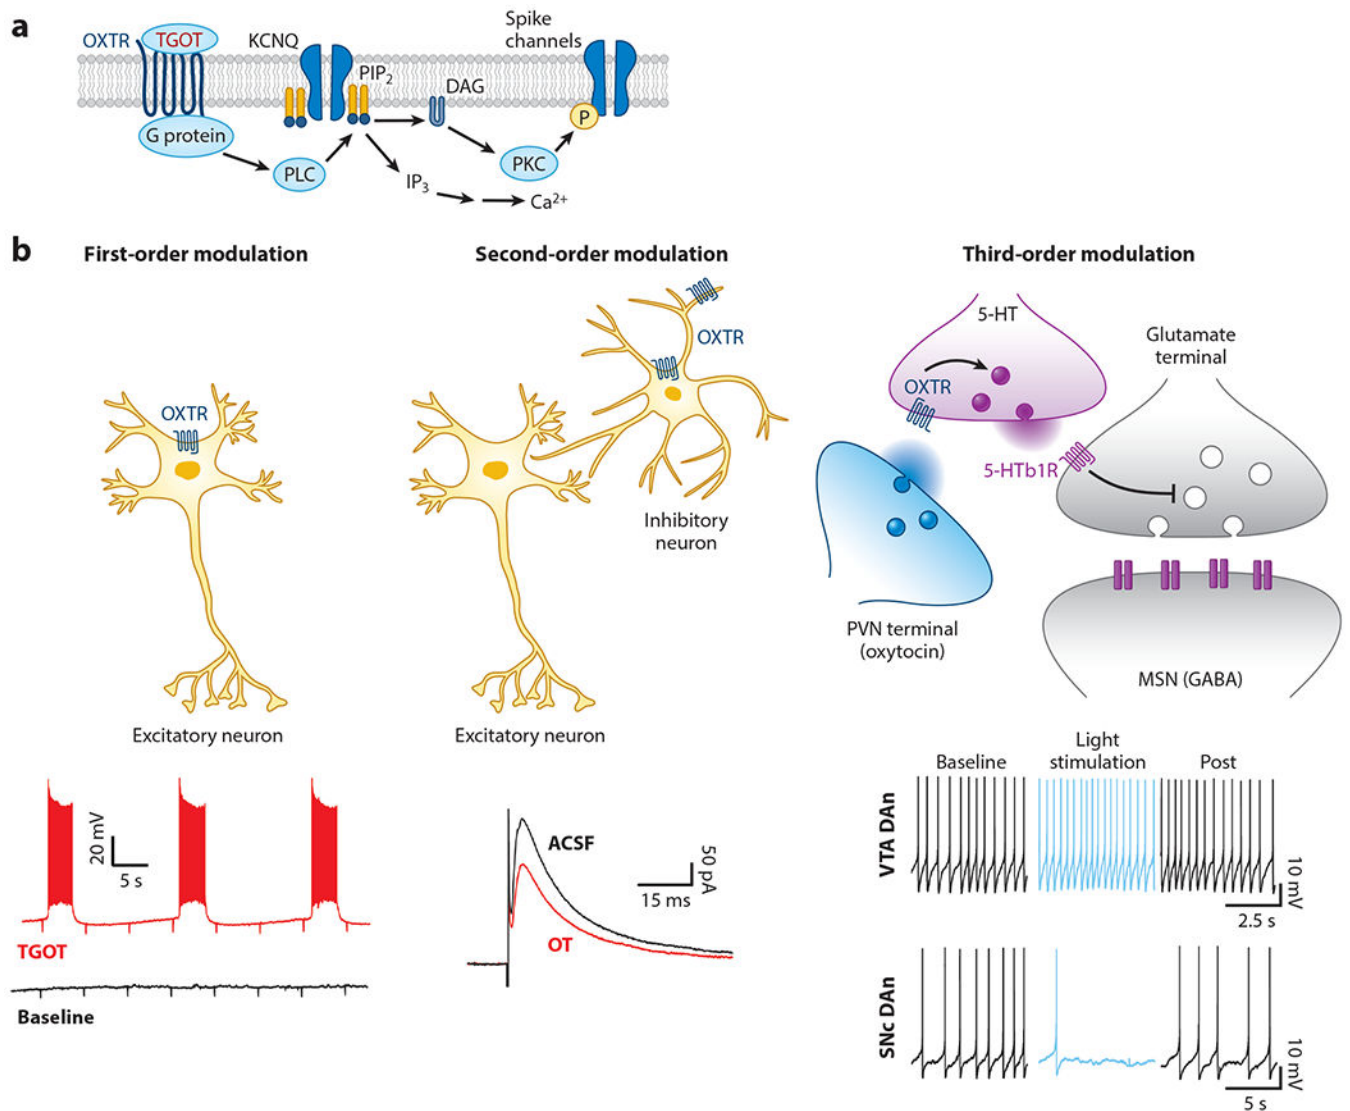 a
OXTR
TGOT
KCNQ
Spike
channels
PIP2
DAG
G protein
PLC
P
PKC
IP3
Ca2+
b
First-order modulation
Second-order modulation
Third-order modulation
OXTR
Excitatory neuron
OXTR
Inhibitory
neuron
Excitatory neuron
5-HT
OXTR
Glutamate
terminal
5-HTb1R
PVN terminal
(oxytocin)
MSN (GABA)
20 mV
5 s
TGOT
Baseline
ACSF
OT
50 pA
15 ms
Baseline
Light
stimulation
Post
VTA DAn
10 mV
2.5 s
SNc DAn
10 mV
5 s